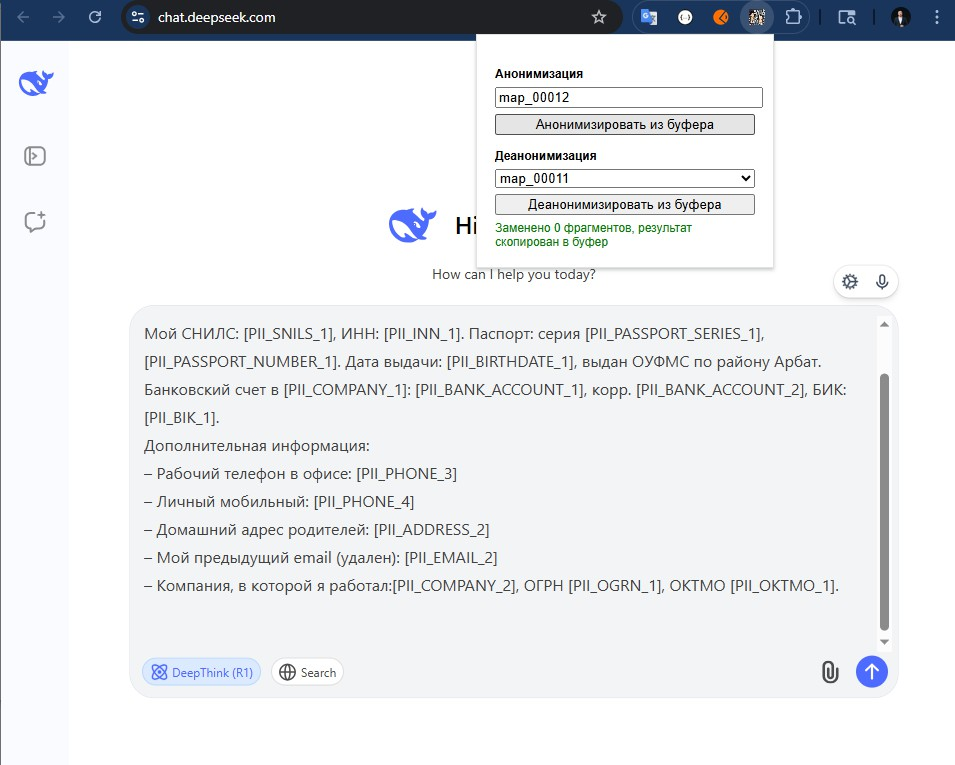 chat.deepseek.com
Анонимизация
map_00012
Анонимизировать из буфера
Деанонимизация
map_00011
Деанонимизировать из буфера
Заменено 0 фрагментов, результат
скопирован в буфер
Hi
How can I help you today?
Мой СНИЛС: [PII_SNILS_1], ИНН: [PII_INN_1]. Паспорт: серия [PII_PASSPORT_SERIES_1],
[PII_PASSPORT_NUMBER_1]. Дата выдачи: [PII_BIRTHDATE_1], выдан ОУФМС по району Арбат.
Банковский счет в [PII_COMPANY_1]: [PII_BANK_ACCOUNT_1], корр. [PII_BANK_ACCOUNT_2], БИК:
[PII_BIK_1].
Дополнительная информация:
– Рабочий телефон в офисе: [PII_PHONE_3]
– Личный мобильный: [PII_PHONE_4]
– Домашний адрес родителей: [PII_ADDRESS_2]
– Мой предыдущий email (удален): [PII_EMAIL_2]
– Компания, в которой я работал:[PII_COMPANY_2], ОГРН [PII_OGRN_1], ОКТМО [PII_OKTMO_1].
DeepThink (R1)
Search